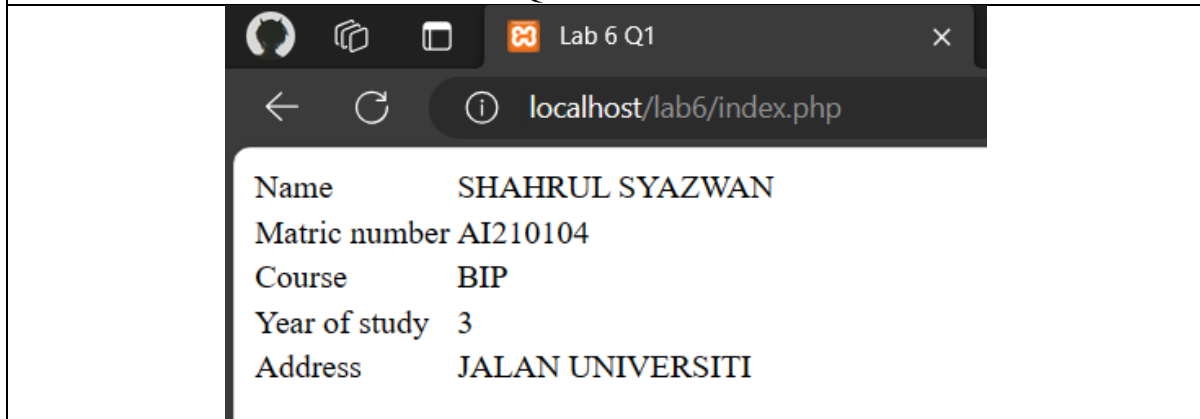 Lab 6 Q1
localhost/lab6/index.php
Name SHAHRUL SYAZWAN
Matric number AI210104
Course BIP
Year of study 3
Address JALAN UNIVERSITI